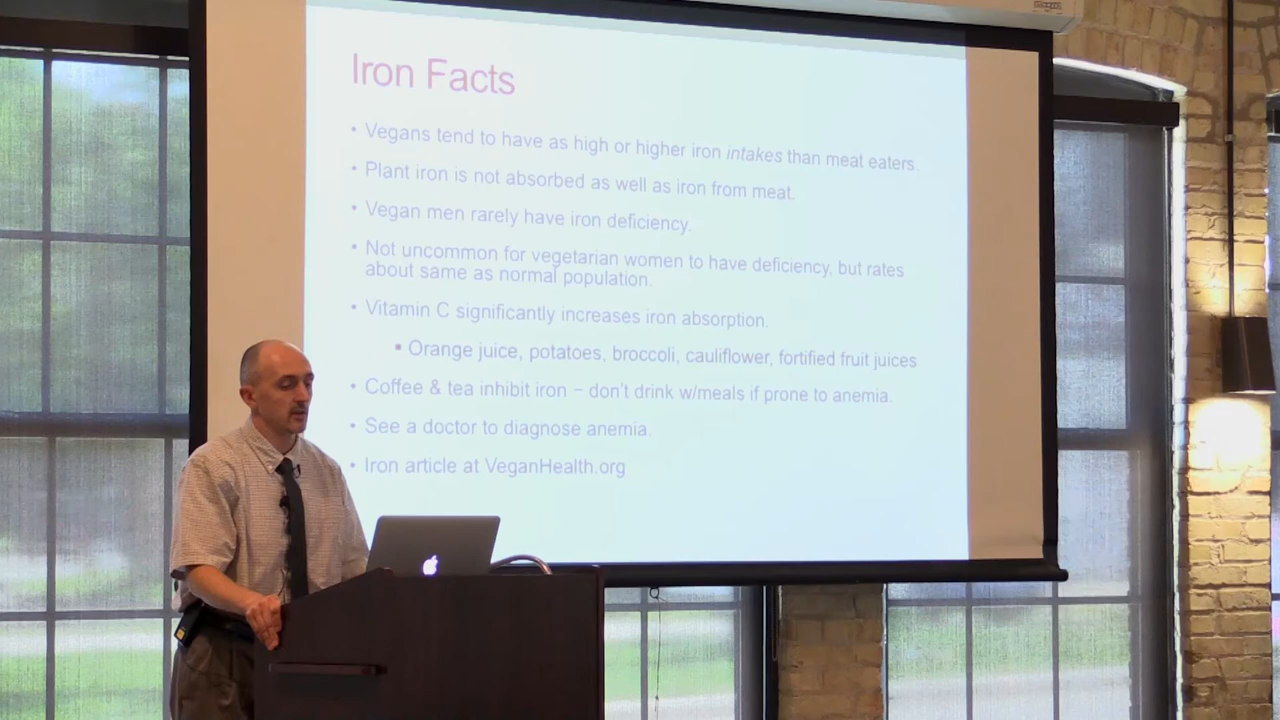 Iron Facts
• Vegans tend to have as high or higher iron intakes than meat eaters.
• Plant iron is not absorbed as well as iron from meat.
• Vegan men rarely have iron deficiency.
• Not uncommon for vegetarian women to have deficiency, but rates
about same as normal population.
• Vitamin C significantly increases iron absorption.
▪ Orange juice, potatoes, broccoli, cauliflower, fortified fruit juices
• Coffee & tea inhibit iron – don't drink w/meals if prone to anemia.
• See a doctor to diagnose anemia.
• Iron article at VeganHealth.org